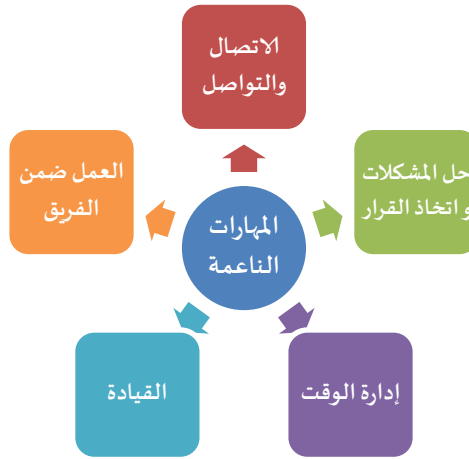 الاتصال
والتواصل
حل المشكلات
و اتخاذ القرار
العمل ضمن
الفريق
المهارات
الناعمة
إدارة الوقت
القيادة